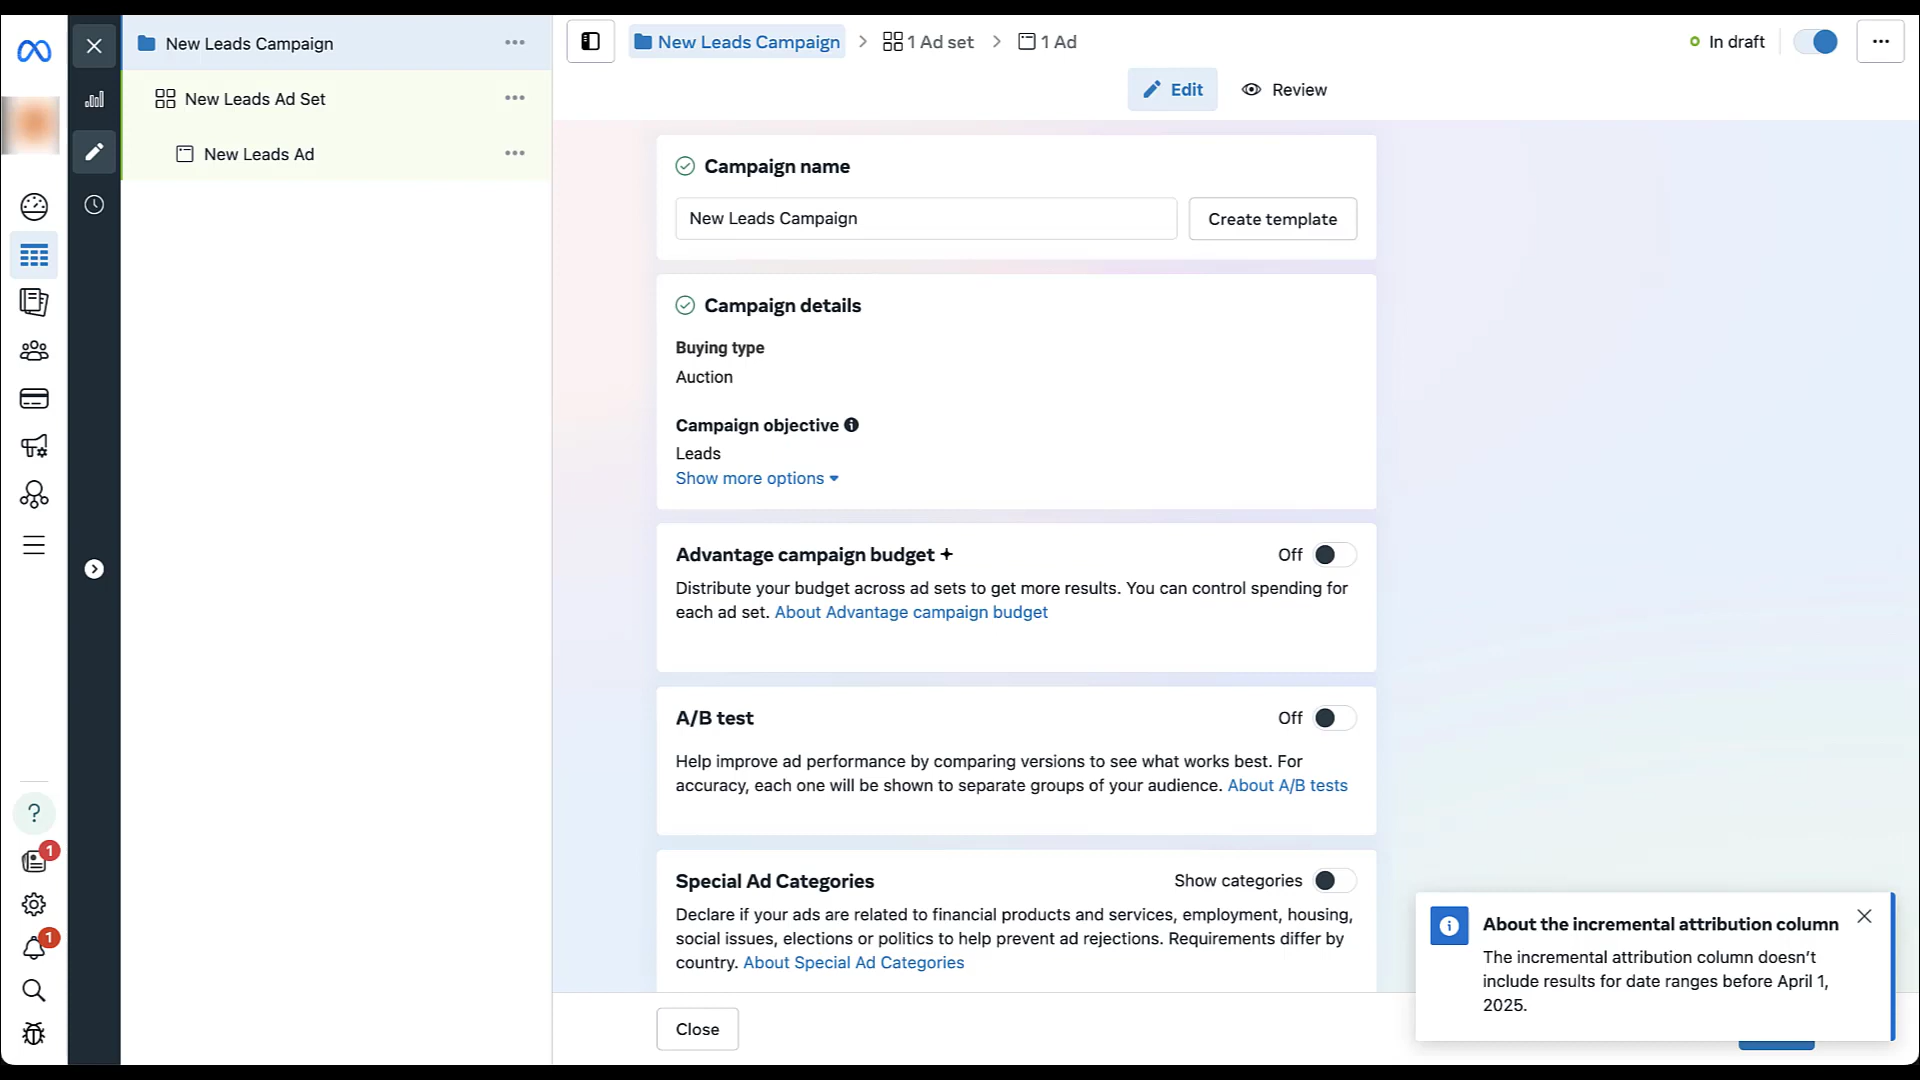 New Leads Campaign
New Leads Ad Set
New Leads Ad
New Leads Campaign
1 Ad set
1 Ad
In draft
Edit
Review
Campaign name
New Leads Campaign
Create template
Campaign details
Buying type
Auction
Campaign objective
Leads
Show more options
Advantage campaign budget
Off
Distribute your budget across ad sets to get more results. You can control spending for
each ad set. About Advantage campaign budget
A/B test
Off
Help improve ad performance by comparing versions to see what works best. For
accuracy, each one will be shown to separate groups of your audience. About A/B tests
Special Ad Categories
Show categories
Declare if your ads are related to financial products and services, employment, housing,
social issues, elections or politics to help prevent ad rejections. Requirements differ by
country. About Special Ad Categories
Close
About the incremental attribution column
The incremental attribution column doesn't
include results for date ranges before April 1,
2025.
?
1
1